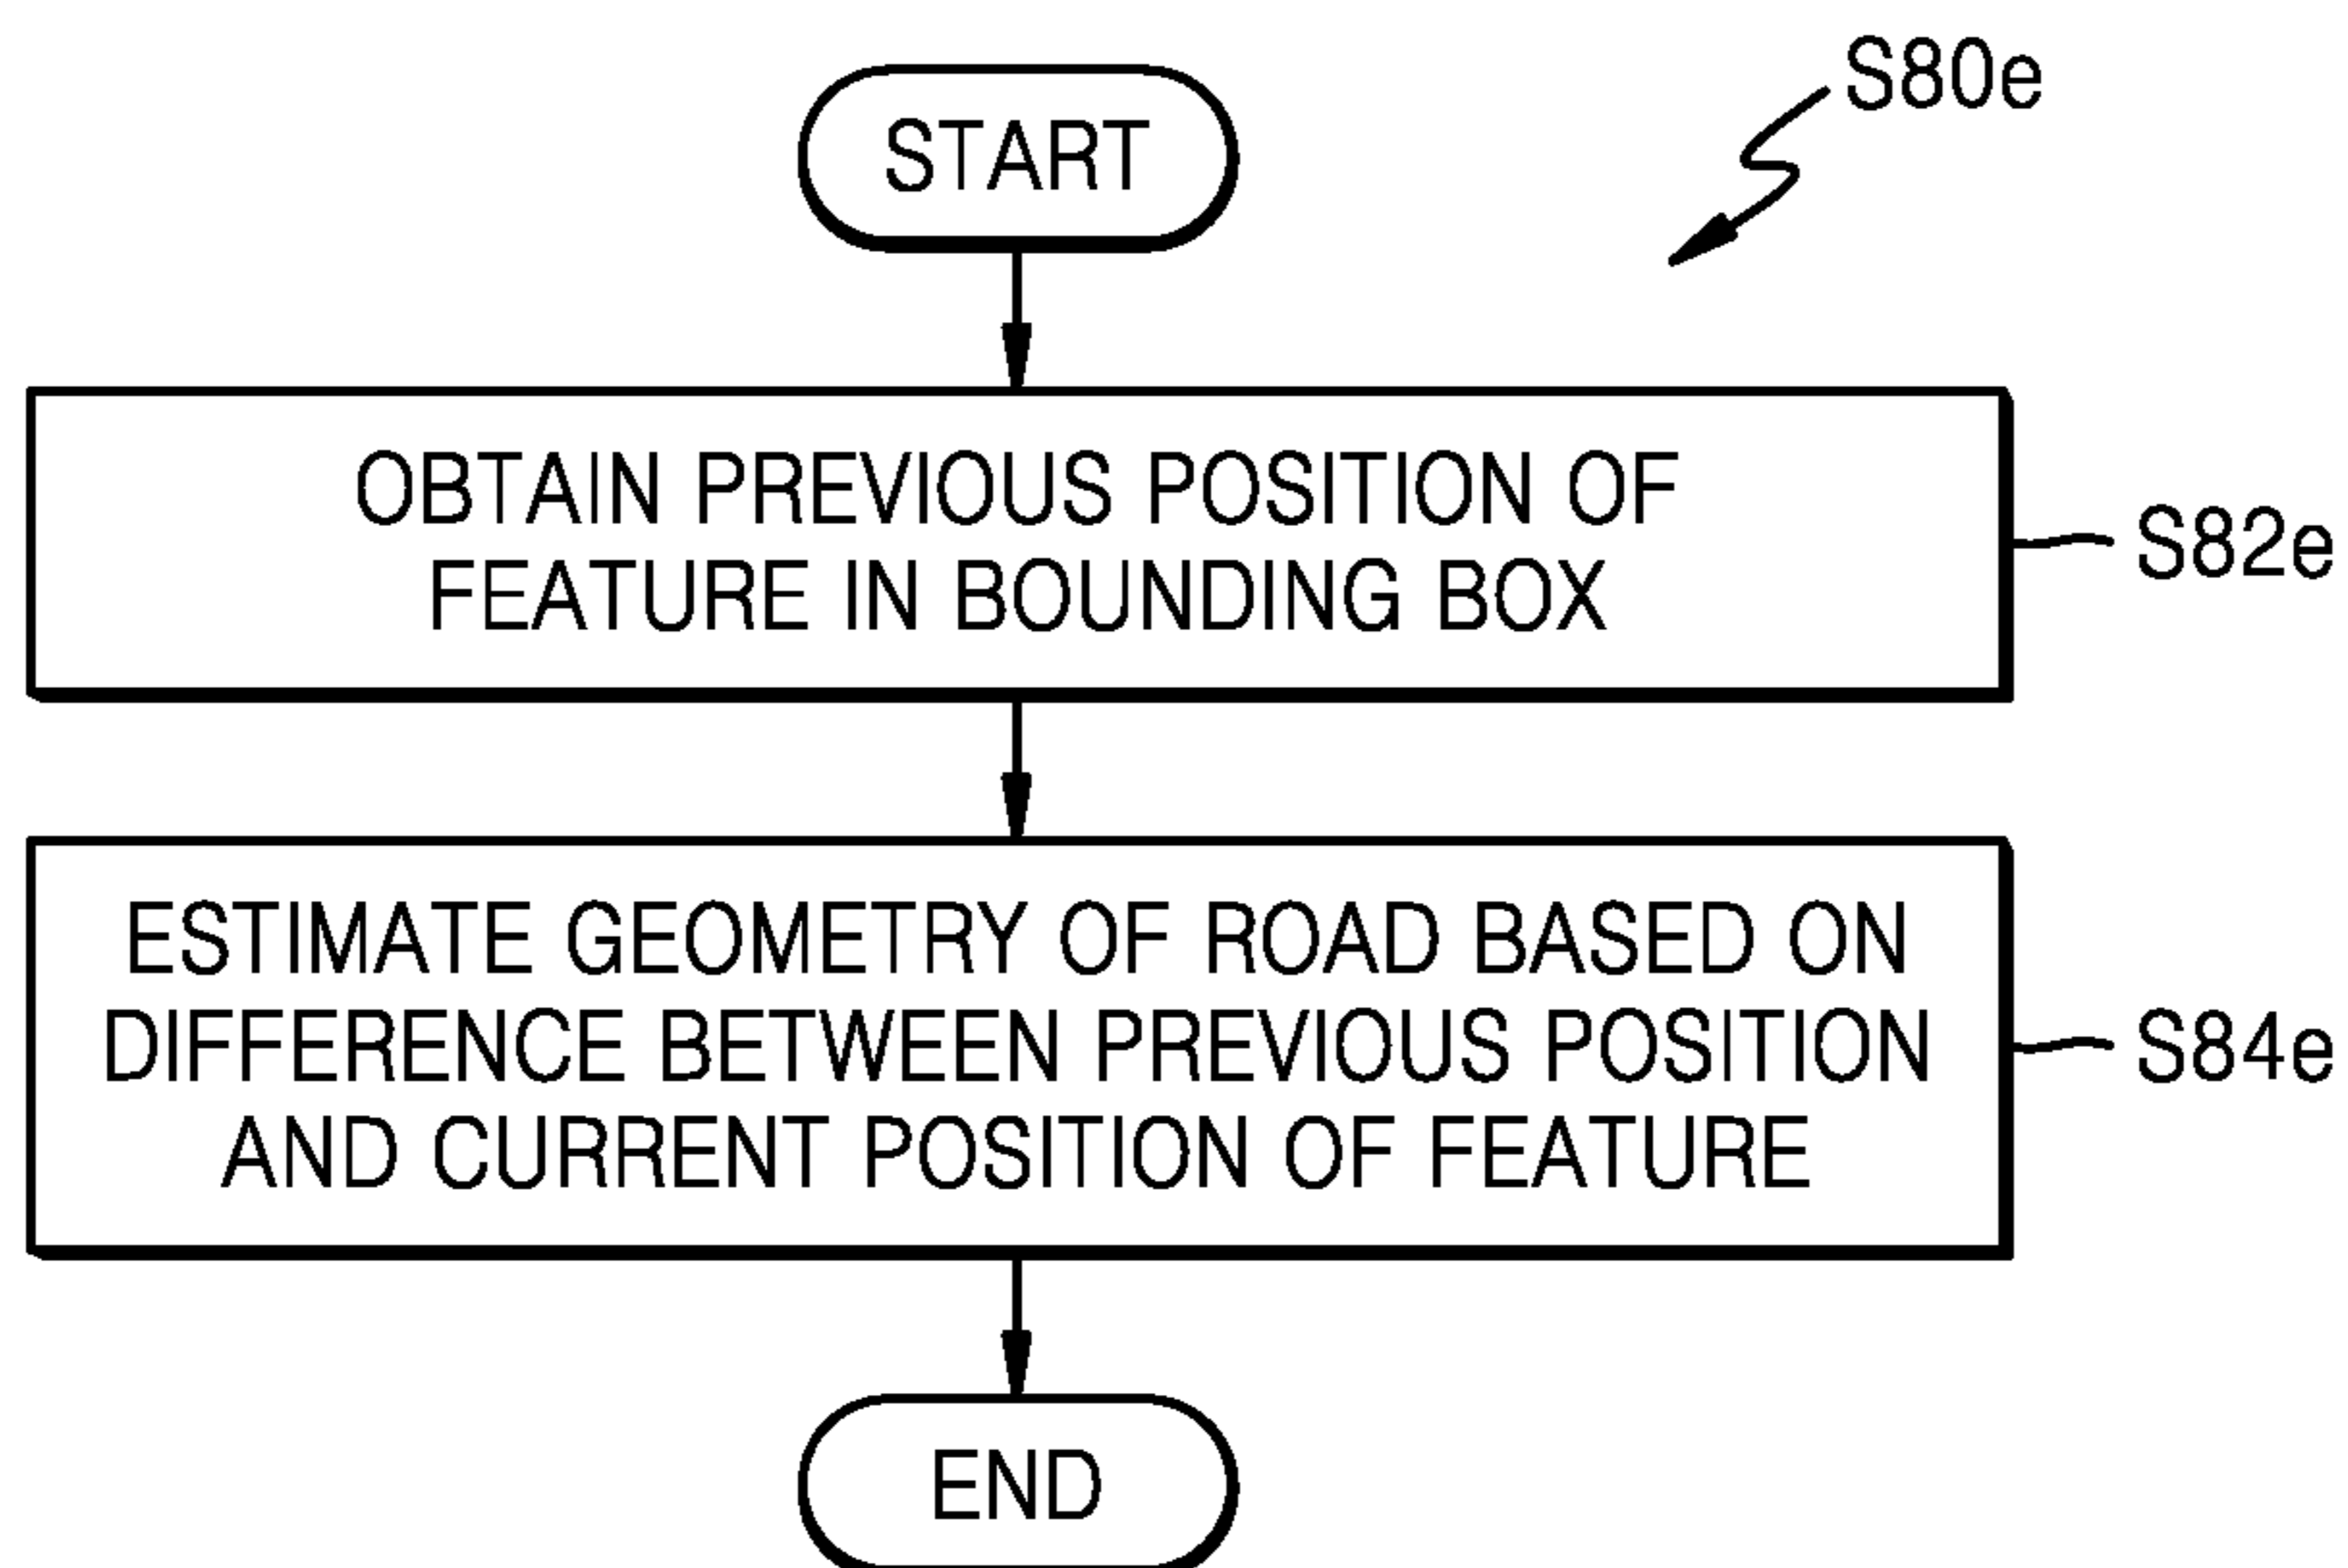 S80e
START
OBTAIN PREVIOUS POSITION OF
FEATURE IN BOUNDING BOX
S82e
ESTIMATE GEOMETRY OF ROAD BASED ON
DIFFERENCE BETWEEN PREVIOUS POSITION
AND CURRENT POSITION OF FEATURE
S84e
END